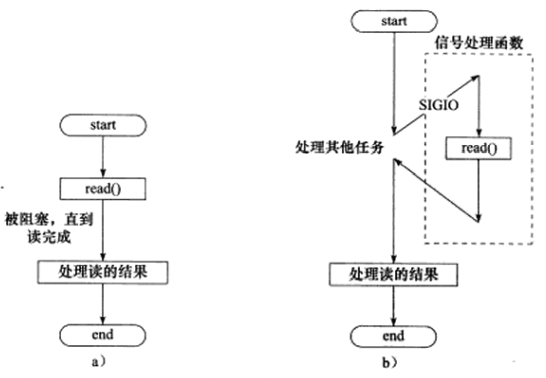 start
read()
被阻塞，直到
读完成
处理读的结果
end
a）
start
信号处理函数
SIGIO
处理其他任务
read()
处理读的结果
end
b）